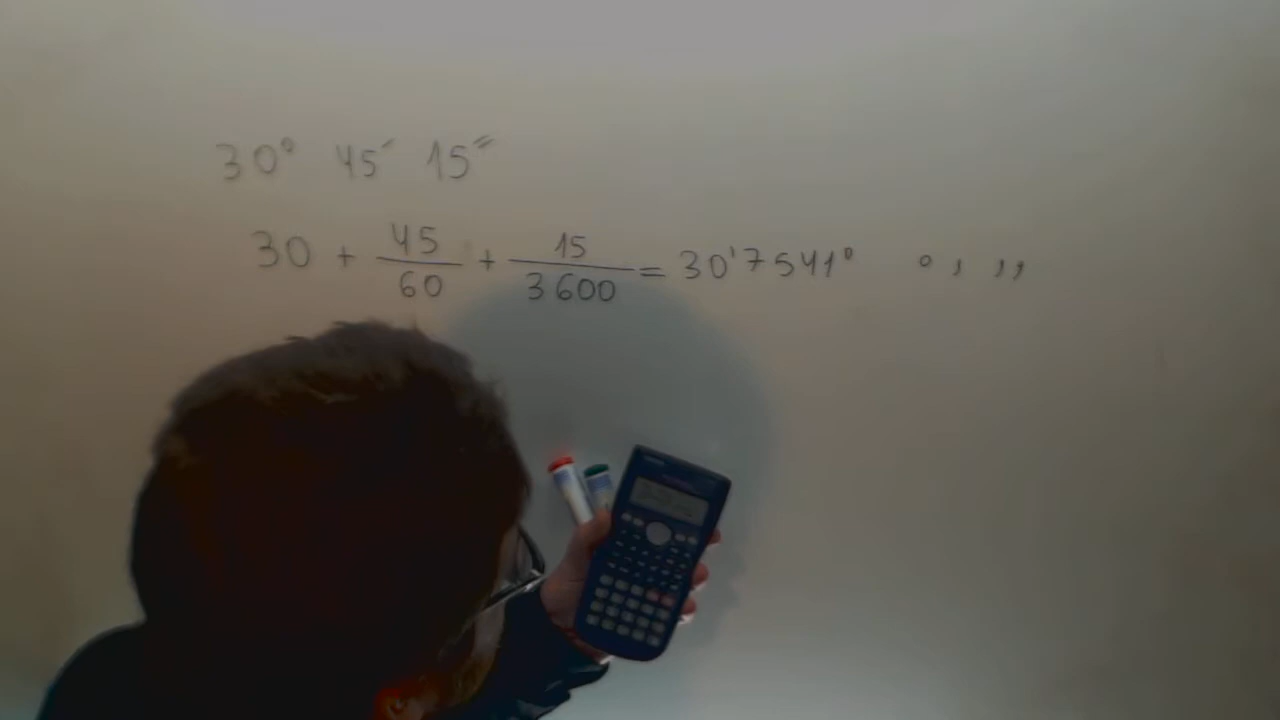 30° 45′ 15″
30 + 45/60 + 15/3600 = 30'7541° ° , ,,